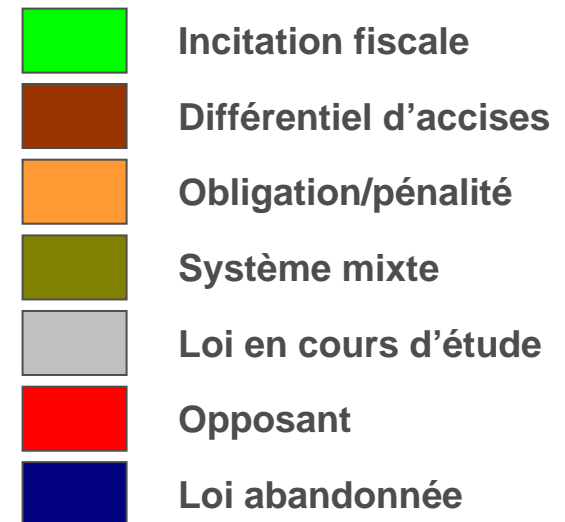 Incitation fiscale
Différentiel d’accises
Obligation/pénalité
Système mixte
Loi en cours d’étude
Opposant
Loi abandonnée